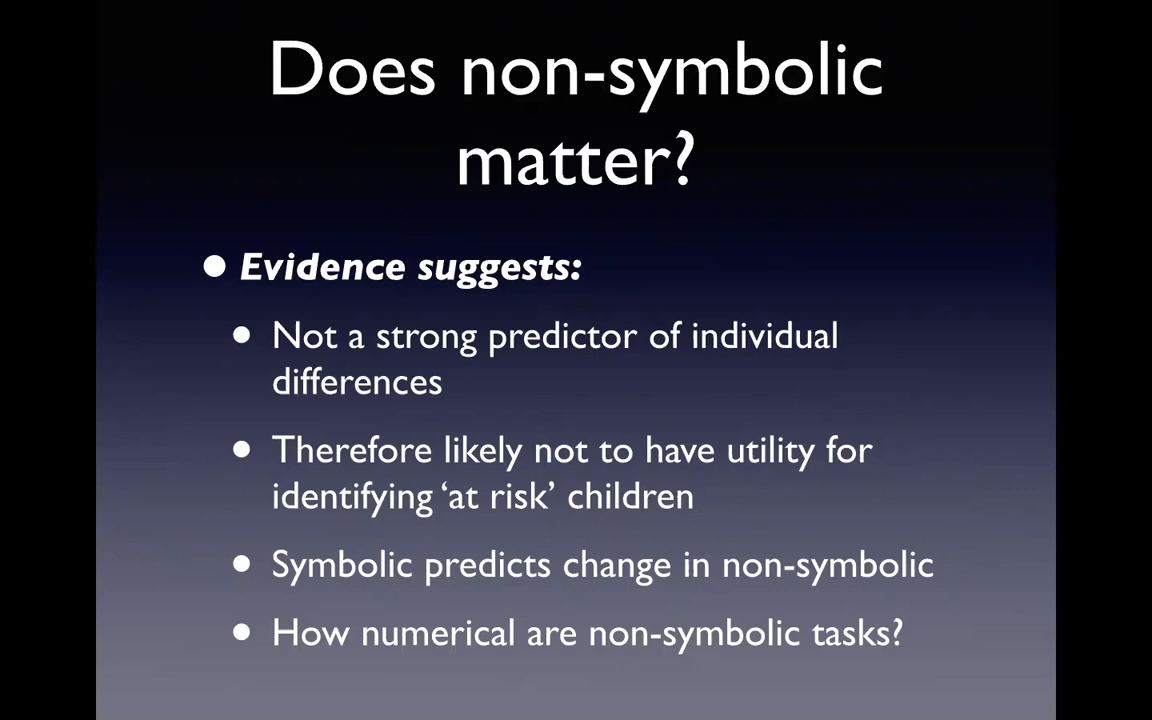 Does non-symbolic
matter?
• Evidence suggests:
• Not a strong predictor of individual
differences
• Therefore likely not to have utility for
identifying ‘at risk’ children
• Symbolic predicts change in non-symbolic
• How numerical are non-symbolic tasks?